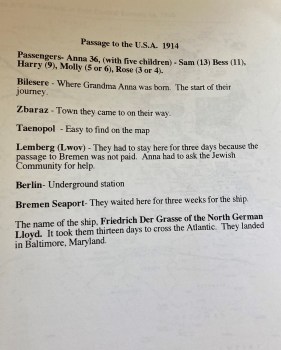 Passage to the U.S.A. 1914
Passengers- Anna 36, (with five children) - Sam (13) Bess (11),
Harry (9), Molly (5 or 6), Rose (3 or 4).
Bilesere - Where Grandma Anna was born. The start of their
journey.
Zbaraz - Town they came to on their way.
Taenopol - Easy to find on the map
Lemberg (Lwov) - They had to stay here for three days because the
passage to Bremen was not paid. Anna had to ask the Jewish
Community for help.
Berlin- Underground station
Bremen Seaport- They waited here for three weeks for the ship.
The name of the ship, Friedrich Der Grasse of the North German
Lloyd. It took them thirteen days to cross the Atlantic. They landed
in Baltimore, Maryland.